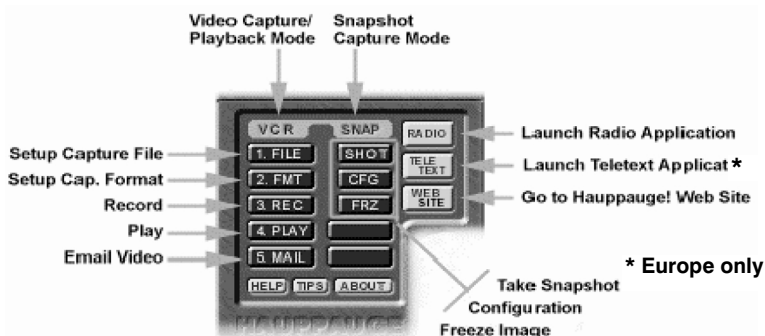 Video Capture/
Playback Mode
Snapshot
Capture Mode
VCR
SNAP
RADIO
Launch Radio Application
Setup Capture File
1. FILE
SHOT
TELE
TEXT
Launch Teletext Applicat *
Setup Cap. Format
2. FMT
CFG
WEB
SITE
Go to Hauppauge! Web Site
Record
3. REC
FRZ
Play
4. PLAY
Email Video
5. MAIL
* Europe only
HELP
TIPS
ABOUT
Take Snapshot
Configuration
Freeze Image
HAUPPAUGE